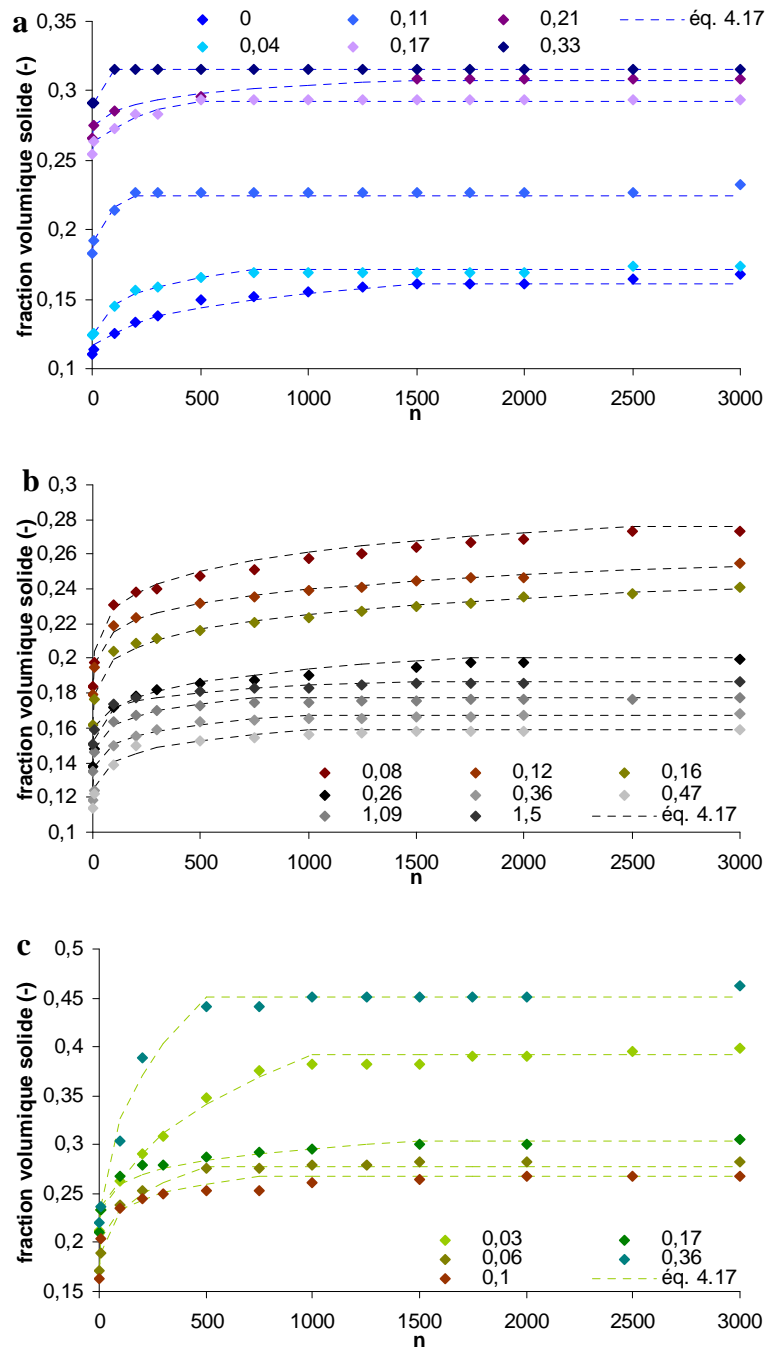 a
0 0,11 0,21 éq. 4.17
0,04 0,17 0,33
fraction volumique solide (-)
0,35
0,3
0,25
0,2
0,15
0,1
0 500 1000 1500 2000 2500 3000
n
b
fraction volumique solide (-)
0,3
0,28
0,26
0,24
0,22
0,2
0,18
0,16
0,14
0,12
0,1
0,08 0,12 0,16
0,26 0,36 0,47
1,09 1,5 éq. 4.17
0 500 1000 1500 2000 2500 3000
n
c
fraction volumique solide (-)
0,5
0,45
0,4
0,35
0,3
0,25
0,2
0,15
0,03 0,17
0,06 0,36
0,1 éq. 4.17
0 500 1000 1500 2000 2500 3000
n